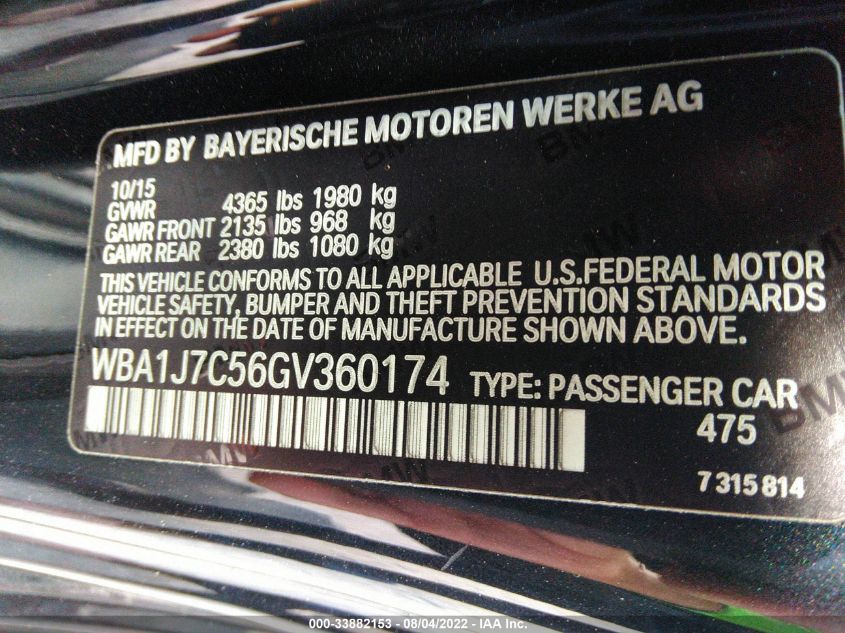 MFD BY BAYERISCHE MOTOREN WERKE AG
10/15
GVWR 4365 lbs 1980 kg
GAWR FRONT 2135 lbs 968 kg
GAWR REAR 2380 lbs 1080 kg
THIS VEHICLE CONFORMS TO ALL APPLICABLE U.S.FEDERAL MOTOR
VEHICLE SAFETY, BUMPER AND THEFT PREVENTION STANDARDS
IN EFFECT ON THE DATE OF MANUFACTURE SHOWN ABOVE.
WBA1J7C56GV360174 TYPE: PASSENGER CAR
475
7 315 814
000-33882153 - 08/04/2022 - IAA Inc.